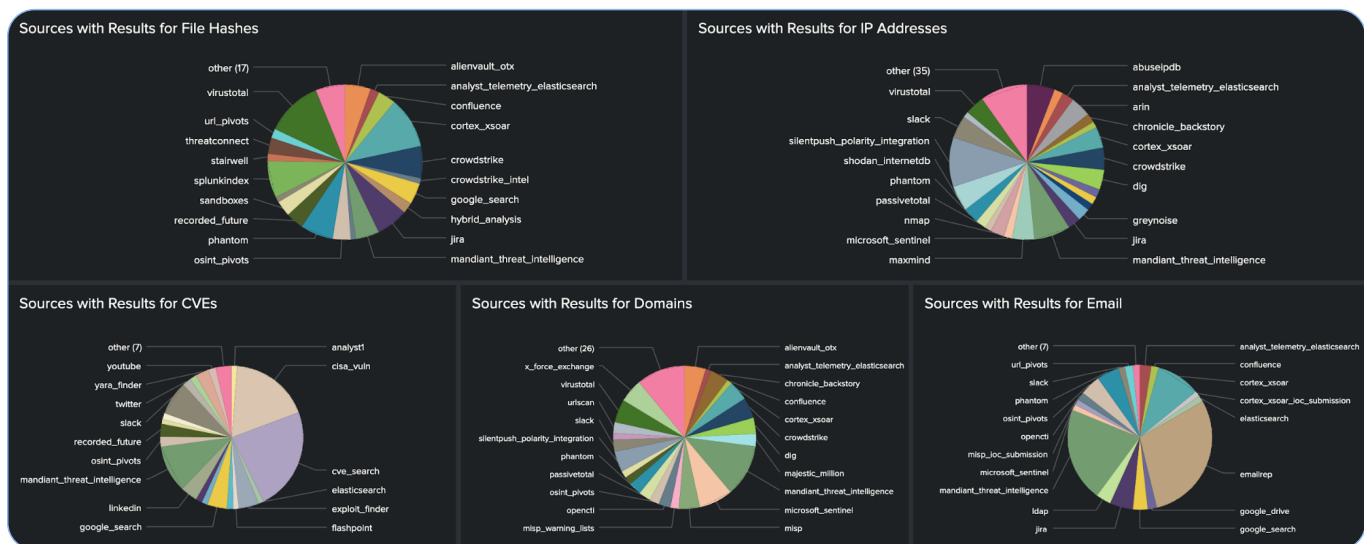 Sources with Results for File Hashes
other (17)
virustotal
url_pivots
threatconnect
stairwell
splunkindex
sandboxes
recorded_future
phantom
osint_pivots
alienvault_otx
analyst_telemetry_elasticsearch
confluence
cortex_xsoar
crowdstrike
crowdstrike_intel
google_search
hybrid_analysis
jira
mandiant_threat_intelligence
Sources with Results for IP Addresses
other (35)
virustotal
slack
silentpush_polarity_integration
shodan_internetdb
phantom
passivetotal
nmap
microsoft_sentinel
maxmind
abuseipdb
analyst_telemetry_elasticsearch
arin
chronicle_backstory
cortex_xsoar
crowdstrike
dig
greynoise
jira
mandiant_threat_intelligence
Sources with Results for CVEs
other (7)
youtube
yara_finder
twitter
slack
recorded_future
osint_pivots
mandiant_threat_intelligence
linkedin
google_search
analyst1
cisa_vuln
cve_search
elasticsearch
exploit_finder
flashpoint
Sources with Results for Domains
other (26)
x_force_exchange
virustotal
urlscan
slack
silentpush_polarity_integration
phantom
passivetotal
osint_pivots
opencti
misp_warning_lists
alienvault_otx
analyst_telemetry_elasticsearch
chronicle_backstory
confluence
cortex_xsoar
crowdstrike
dig
majestic_million
mandiant_threat_intelligence
microsoft_sentinel
misp
Sources with Results for Email
other (7)
url_pivots
slack
phantom
osint_pivots
opencti
misp_ioc_submission
microsoft_sentinel
mandiant_threat_intelligence
ldap
jira
analyst_telemetry_elasticsearch
confluence
cortex_xsoar
cortex_xsoar_ioc_submission
elasticsearch
emailrep
google_drive
google_search